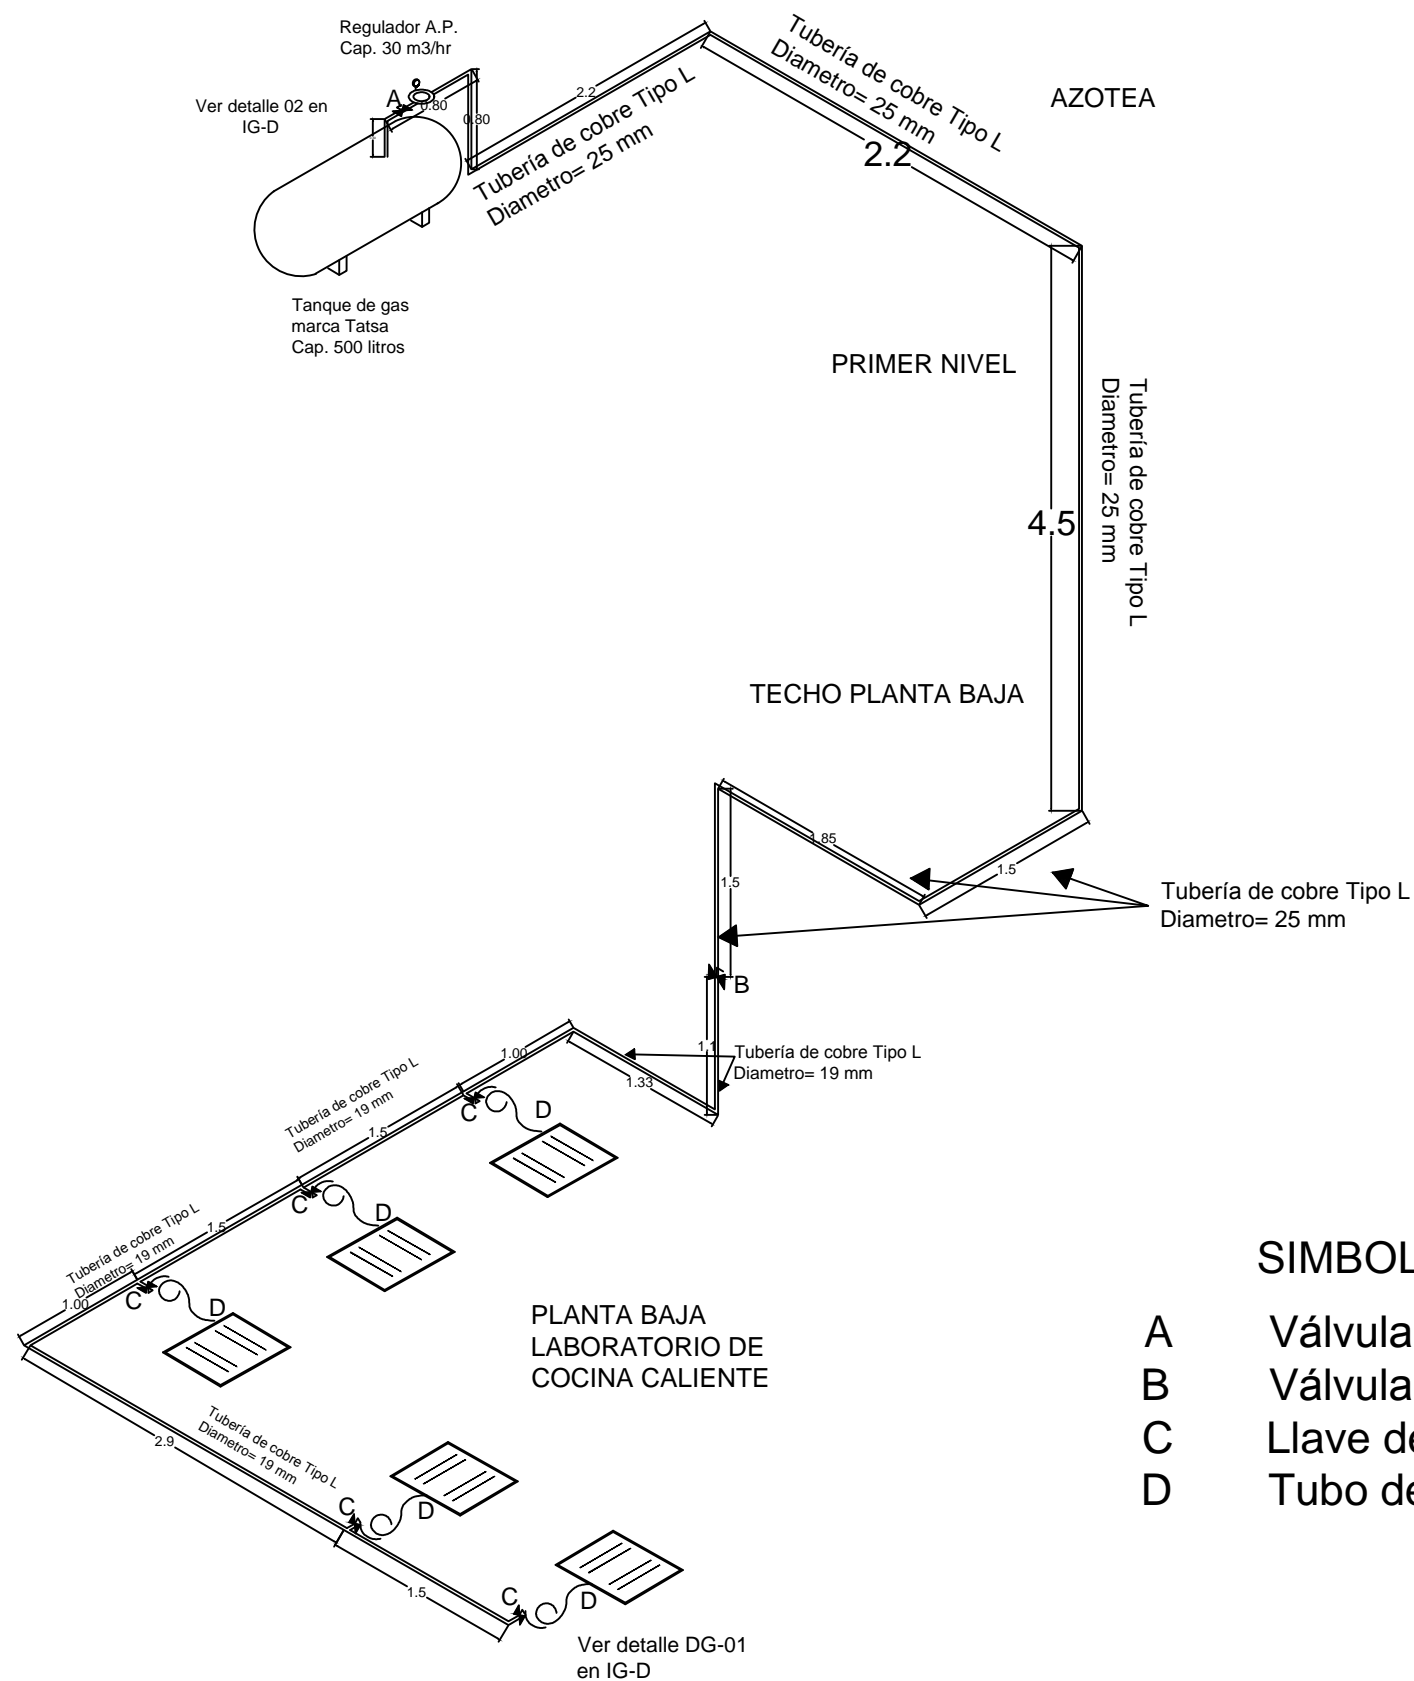 Regulador A.P.
Cap. 30 m3/hr
Ver detalle 02 en
IG-D
A
0.80
0.80
2.2
Tubería de cobre Tipo L
Diametro= 25 mm
Tubería de cobre Tipo L
Diametro= 25 mm
2.2
AZOTEA
Tanque de gas
marca Tatsa
Cap. 500 litros
PRIMER NIVEL
Tubería de cobre Tipo L
Diametro= 25 mm
4.5
TECHO PLANTA BAJA
1.85
1.5
1.5
Tubería de cobre Tipo L
Diametro= 25 mm
B
1.1
Tubería de cobre Tipo L
Diametro= 19 mm
1.33
1.00
C
D
Tubería de cobre Tipo L
Diametro= 19 mm
1.5
C
D
Tubería de cobre Tipo L
Diametro= 19 mm
1.5
1.00
C
D
PLANTA BAJA
LABORATORIO DE
COCINA CALIENTE
Tubería de cobre Tipo L
Diametro= 19 mm
2.9
C
D
1.5
C
D
Ver detalle DG-01
en IG-D
SIMBOL
A Válvula
B Válvula
C Llave de
D Tubo de